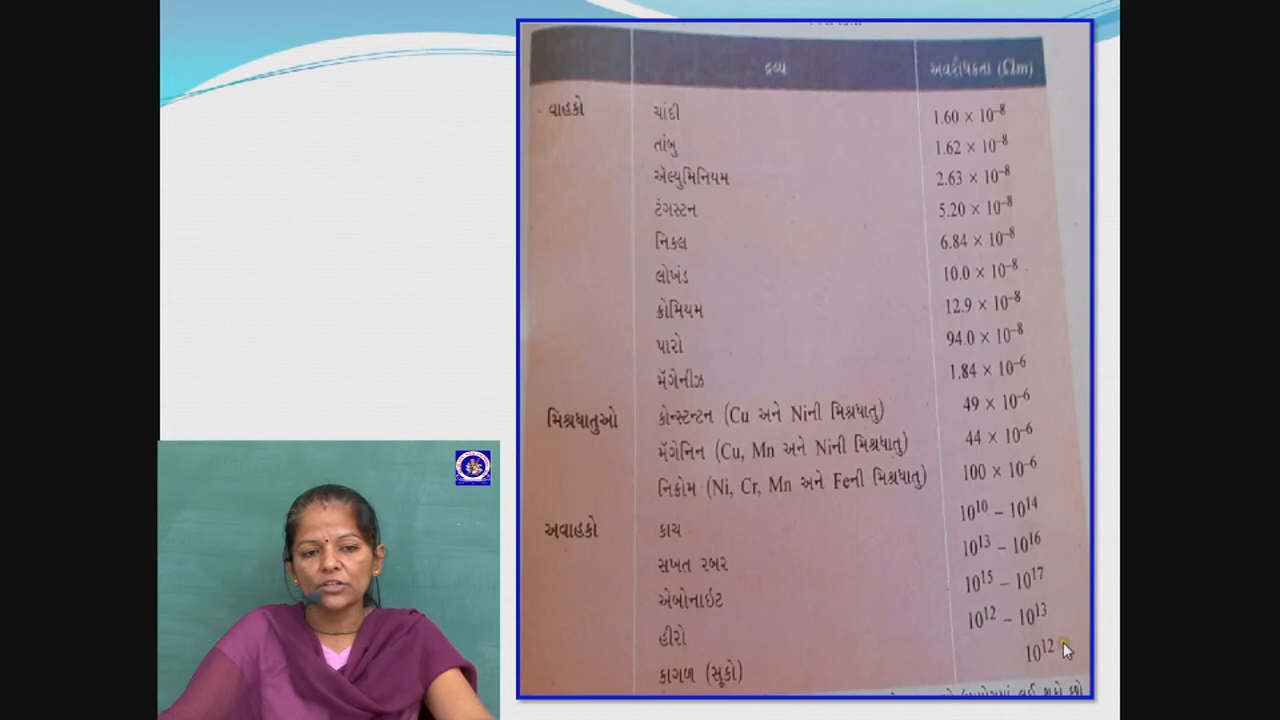 દ્રવ્ય અવરોધકતા (Ωm)
વાહકો ચાંદી 1.60 × 10⁻⁸
તાંબુ 1.62 × 10⁻⁸
ઍલ્યુમિનિયમ 2.63 × 10⁻⁸
ટંગસ્ટન 5.20 × 10⁻⁸
નિકલ 6.84 × 10⁻⁸
લોખંડ 10.0 × 10⁻⁸
ક્રોમિયમ 12.9 × 10⁻⁸
પારો 94.0 × 10⁻⁸
મૅંગેનીઝ 1.84 × 10⁻⁶
મિશ્રધાતુઓ કોન્સ્ટન્ટન (Cu અને Niની મિશ્રધાતુ) 49 × 10⁻⁶
મૅંગેનિન (Cu, Mn અને Niની મિશ્રધાતુ) 44 × 10⁻⁶
નિક્રોમ (Ni, Cr, Mn અને Feની મિશ્રધાતુ) 100 × 10⁻⁶
અવાહકો કાચ 10¹⁰ – 10¹⁴
સખત રબર 10¹³ – 10¹⁶
એબોનાઈટ 10¹⁵ – 10¹⁷
હીરો 10¹² – 10¹³
કાગળ (સૂકો) 10¹²